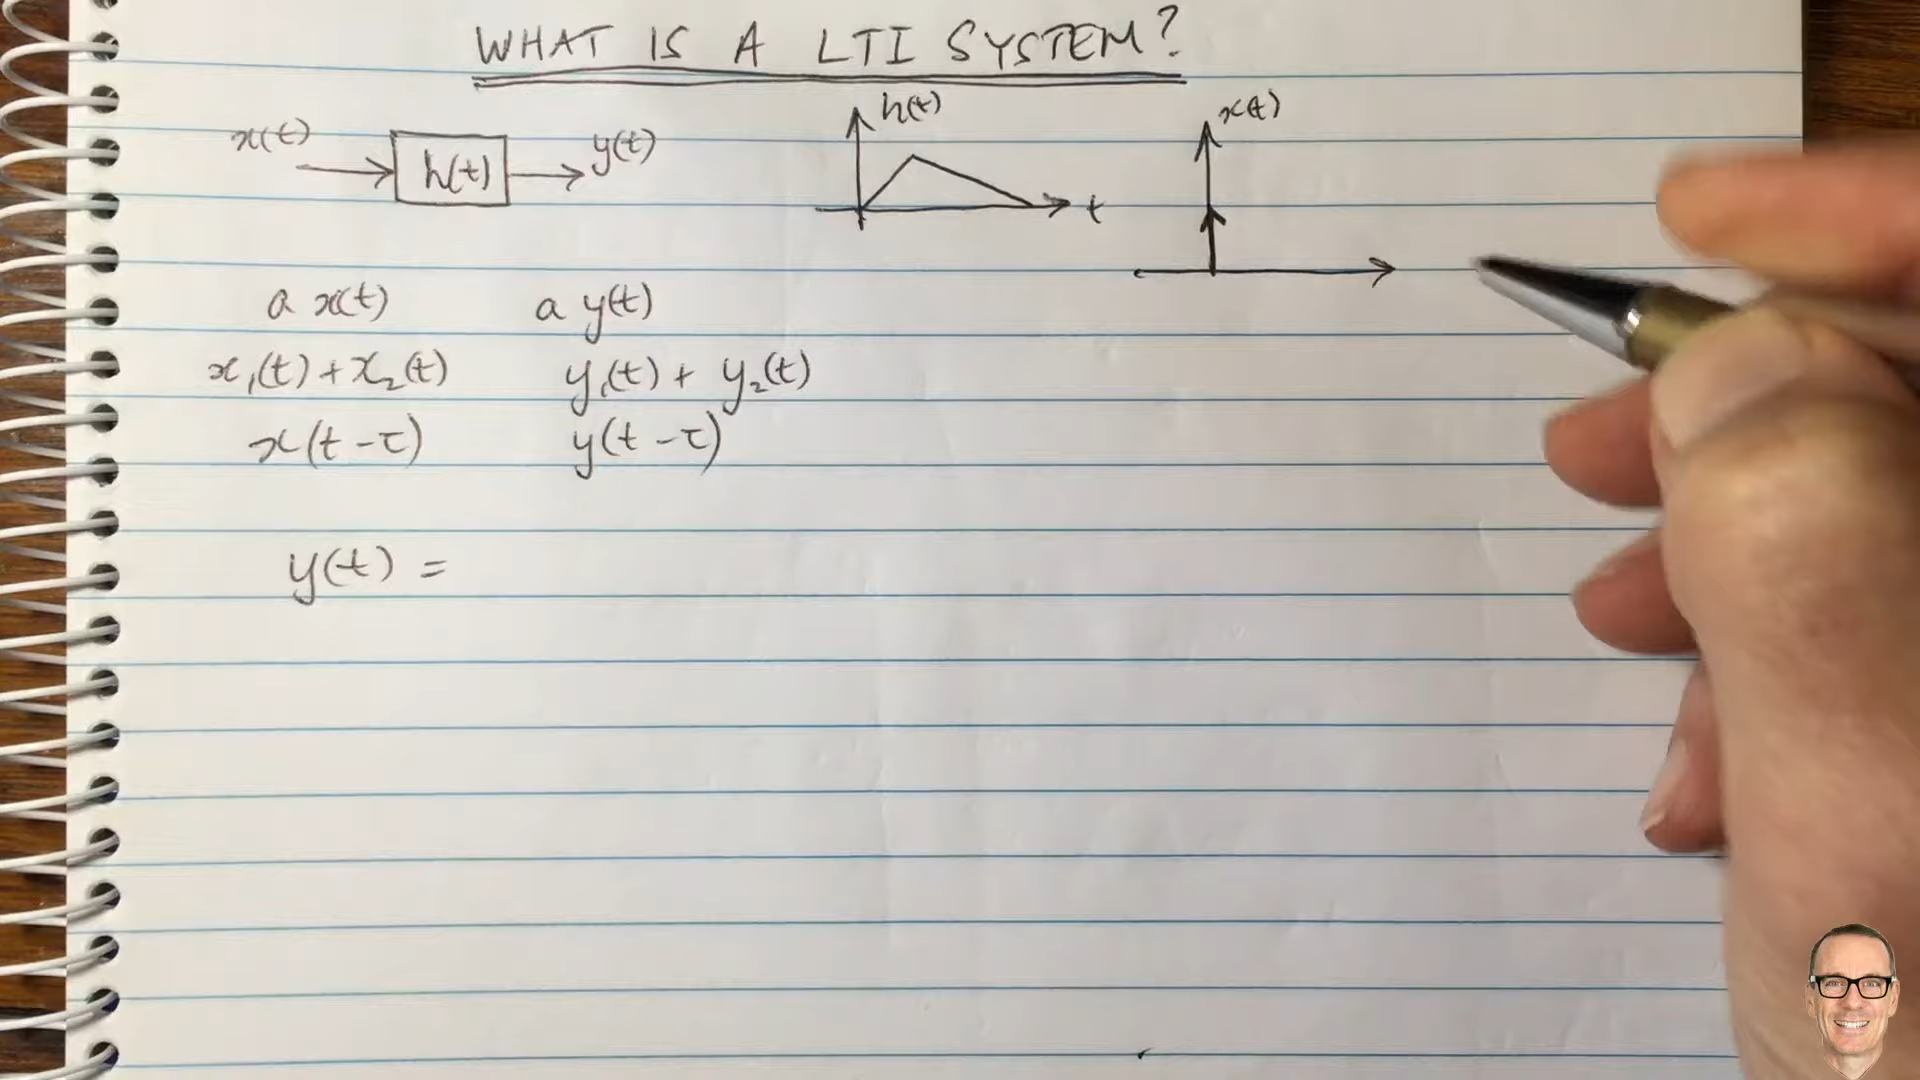 WHAT IS A LTI SYSTEM?
x(t) h(t) y(t)
h(t)
t
x(t)
a x(t) a y(t)
x₁(t) + x₂(t) y₁(t) + y₂(t)
x(t - τ) y(t - τ)
y(t) =